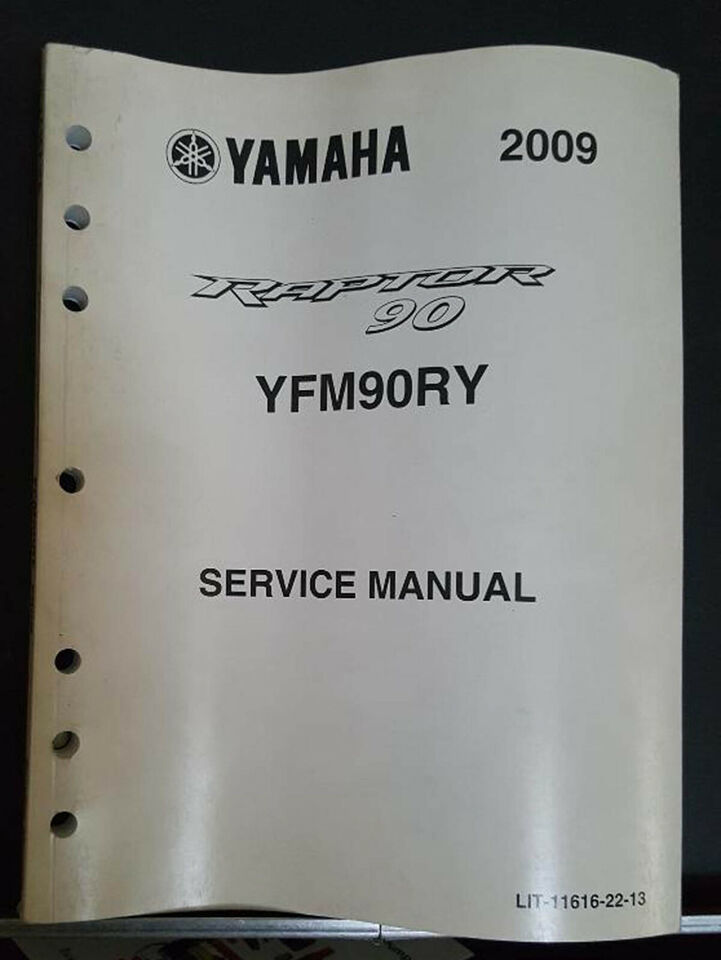 YAMAHA 2009
RAPTOR
90
YFM90RY
SERVICE MANUAL
LIT-11616-22-13